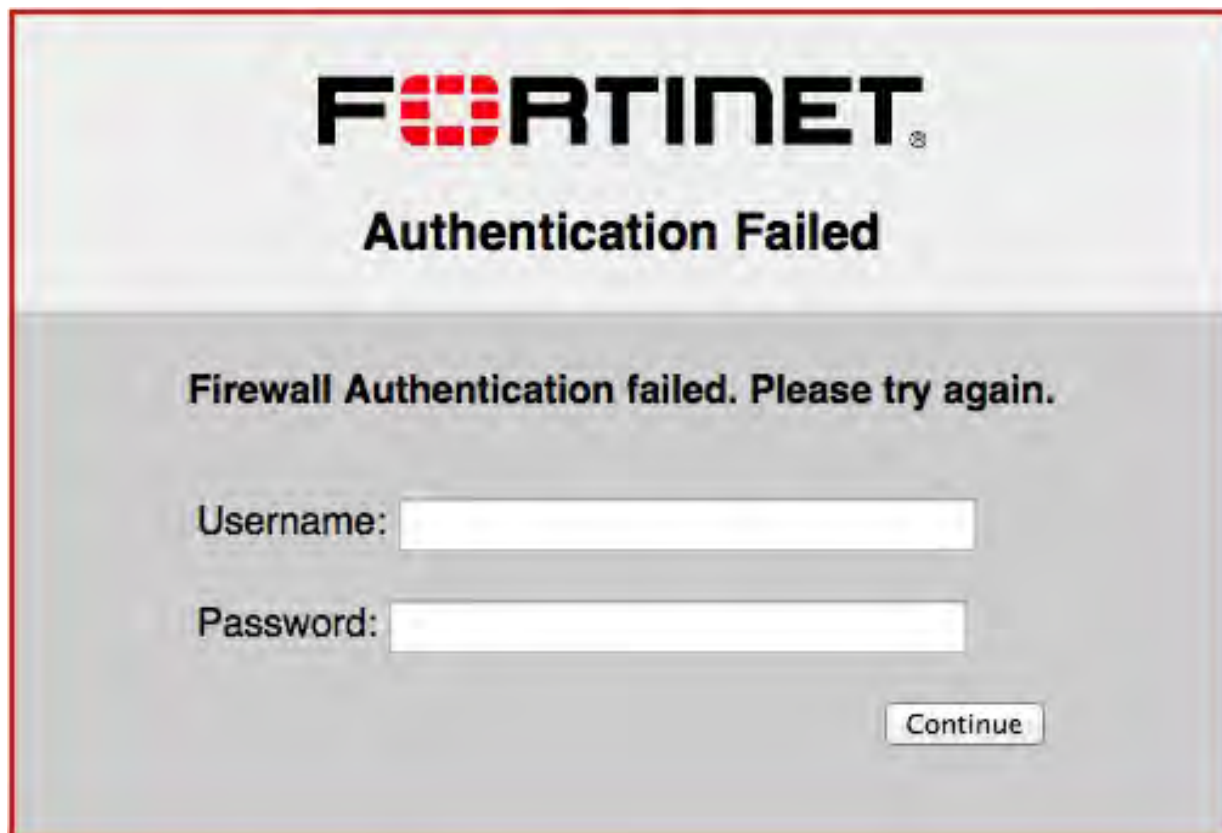 FORTINET®
Authentication Failed
Firewall Authentication failed. Please try again.
Username:
Password:
Continue